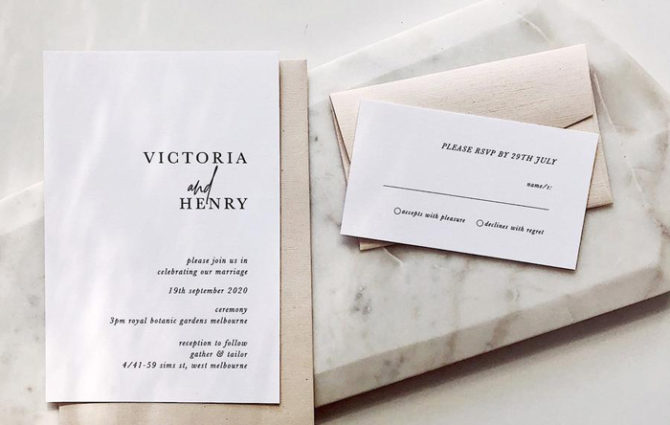 VICTORIA
and
HENRY
please join us in
celebrating our marriage
19th september 2020
ceremony
3pm royal botanic gardens melbourne
reception to follow
gather & tailor
4/41-59 sims st, west melbourne
PLEASE RSVP BY 29TH JULY
name/s:
accepts with pleasure declines with regret